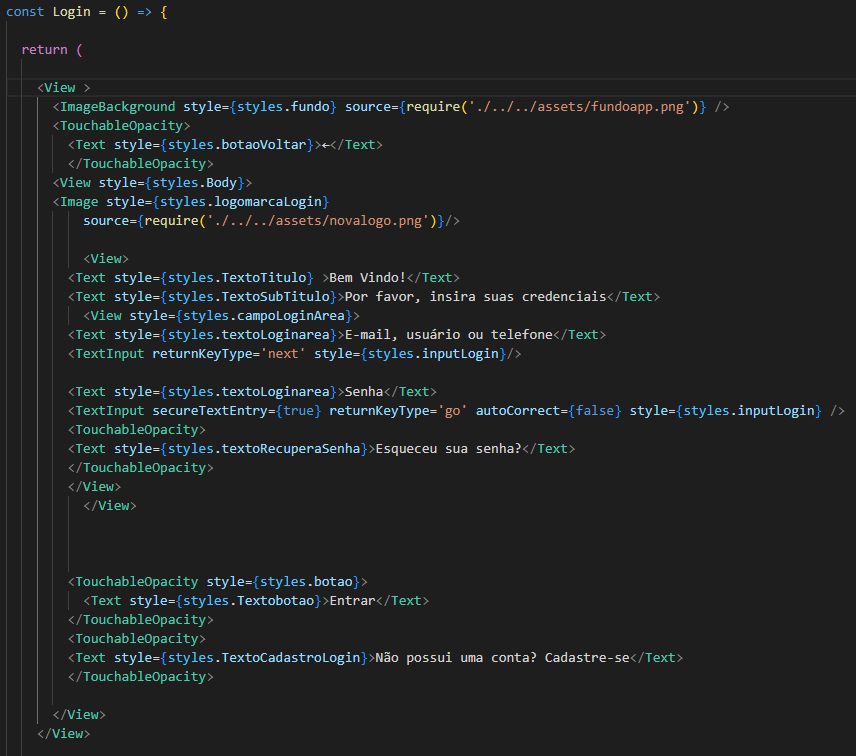 const Login = () => {
return (
<View >
<ImageBackground style={styles.fundo} source={require('./../../assets/fundoapp.png')} />
<TouchableOpacity>
<Text style={styles.botaoVoltar}>←</Text>
</TouchableOpacity>
<View style={styles.Body}>
<Image style={styles.logomarcaLogin}
source={require('./../../assets/novalogo.png')}/>
<View>
<Text style={styles.TextoTitulo} >Bem Vindo!</Text>
<Text style={styles.TextoSubTitulo}>Por favor, insira suas credenciais</Text>
<View style={styles.campoLoginArea}>
<Text style={styles.textoLoginarea}>E-mail, usuário ou telefone</Text>
<TextInput returnKeyType='next' style={styles.inputLogin}/>
<Text style={styles.textoLoginarea}>Senha</Text>
<TextInput secureTextEntry={true} returnKeyType='go' autoCorrect={false} style={styles.inputLogin} />
<TouchableOpacity>
<Text style={styles.textoRecuperaSenha}>Esqueceu sua senha?</Text>
</TouchableOpacity>
</View>
</View>
<TouchableOpacity style={styles.botao}>
<Text style={styles.Textobotao}>Entrar</Text>
</TouchableOpacity>
<TouchableOpacity>
<Text style={styles.TextoCadastroLogin}>Não possui uma conta? Cadastre-se</Text>
</TouchableOpacity>
</View>
</View>